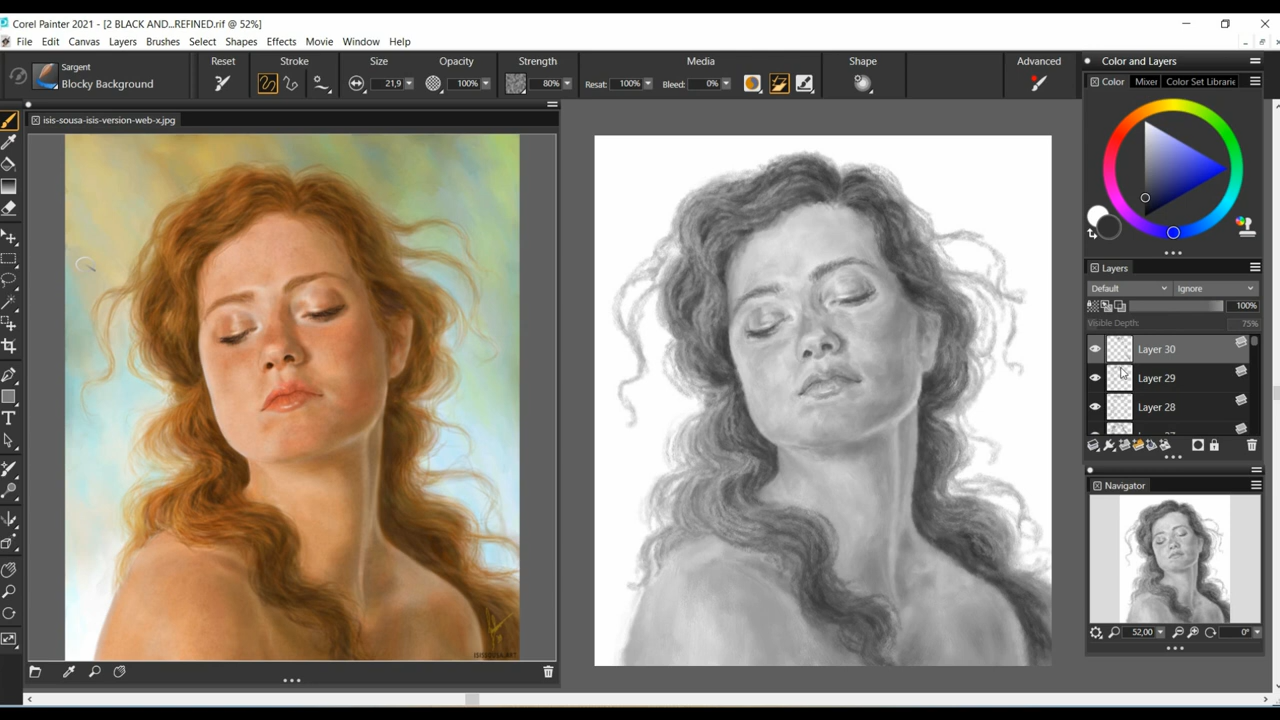 Corel Painter 2021 - [2 BLACK AND...REFINED.rif @ 52%]
File Edit Canvas Layers Brushes Select Shapes Effects Movie Window Help
Sargent
Blocky Background
Reset Stroke Size Opacity Strength Media Shape Advanced
21,9 100% 80% Resat: 100% Bleed: 0%
isis-sousa-isis-version-web-x.jpg
Color and Layers
Color Mixer Color Set Librarie
Layers
Default Ignore
100%
Visible Depth: 75%
Layer 30
Layer 29
Layer 28
Navigator
52,00 0°